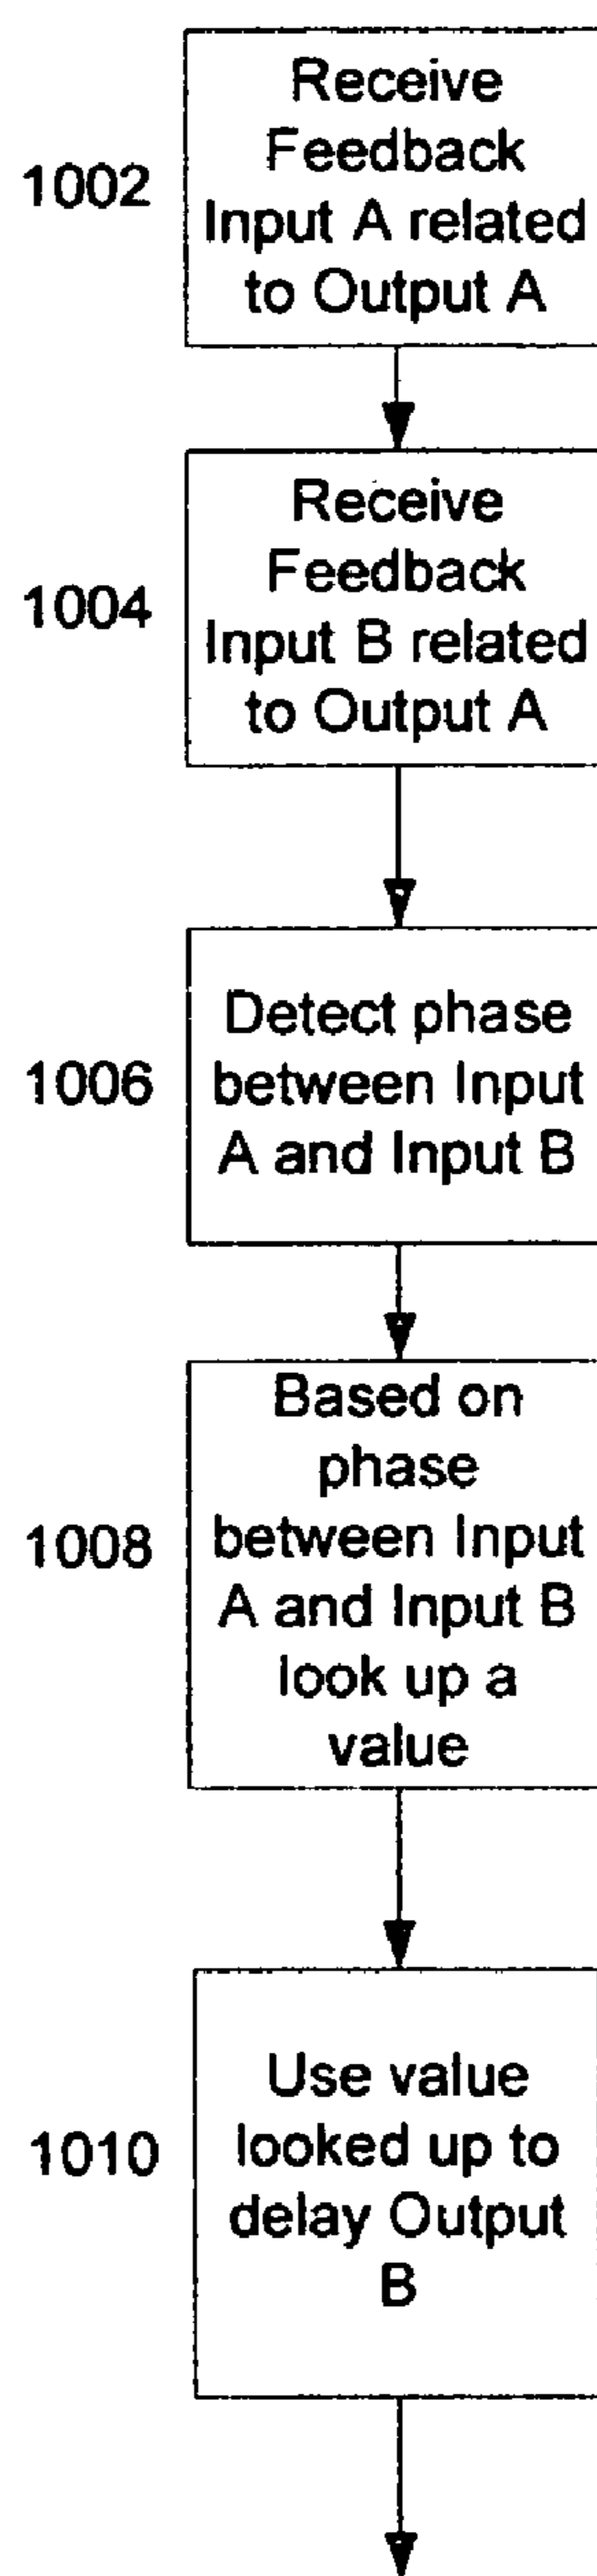 1002
Receive
Feedback
Input A related
to Output A
1004
Receive
Feedback
Input B related
to Output A
1006
Detect phase
between Input
A and Input B
1008
Based on
phase
between Input
A and Input B
look up a
value
1010
Use value
looked up to
delay Output
B